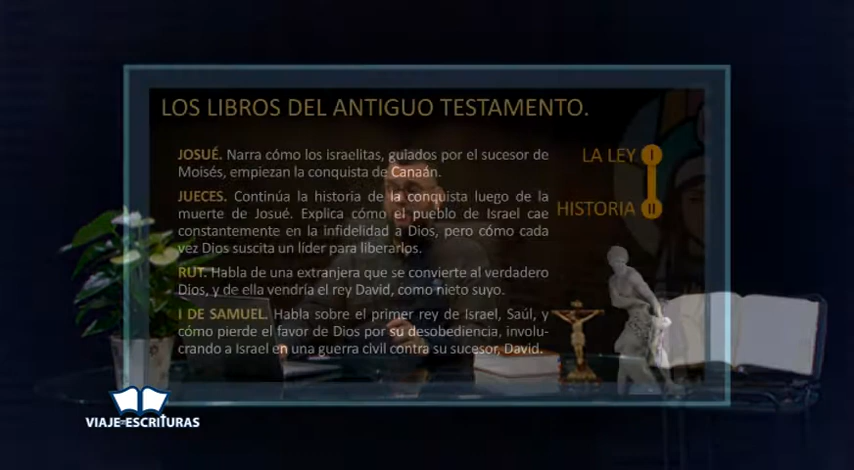 LOS LIBROS DEL ANTIGUO TESTAMENTO.
JOSUÉ. Narra cómo los israelitas, guiados por el sucesor de
Moisés, empiezan la conquista de Canaán.
JUECES. Continúa la historia de la conquista luego de la
muerte de Josué. Explica cómo el pueblo de Israel cae
constantemente en la infidelidad a Dios, pero cómo cada
vez Dios suscita un líder para liberarlos.
RUT. Habla de una extranjera que se convierte al verdadero
Dios, y de ella vendría el rey David, como nieto suyo.
I DE SAMUEL. Habla sobre el primer rey de Israel, Saúl, y
cómo pierde el favor de Dios por su desobediencia, involu-
crando a Israel en una guerra civil contra su sucesor, David.
LA LEY I
HISTORIA II
VIAJE DE ESCRITURAS